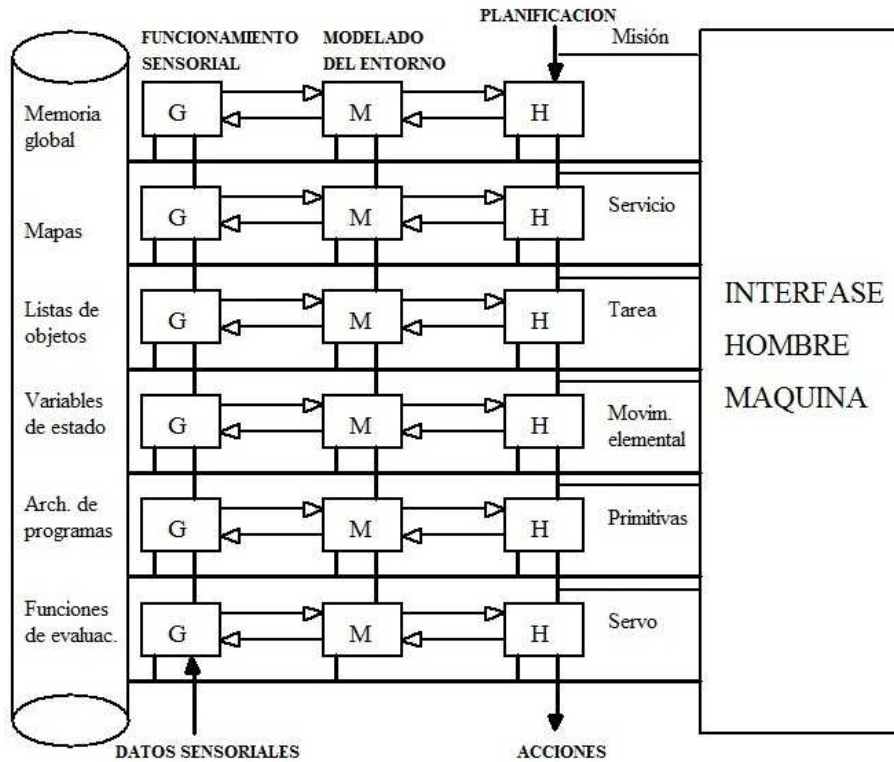 PLANIFICACION
FUNCIONAMIENTO
SENSORIAL
MODELADO
DEL ENTORNO
Misión
Memoria
global
G
M
H
Mapas
G
M
H
Servicio
Listas de
objetos
G
M
H
Tarea
Variables
de estado
G
M
H
Movim.
elemental
Arch. de
programas
G
M
H
Primitivas
Funciones
de evaluac.
G
M
H
Servo
INTERFASE
HOMBRE
MAQUINA
DATOS SENSORIALES
ACCIONES